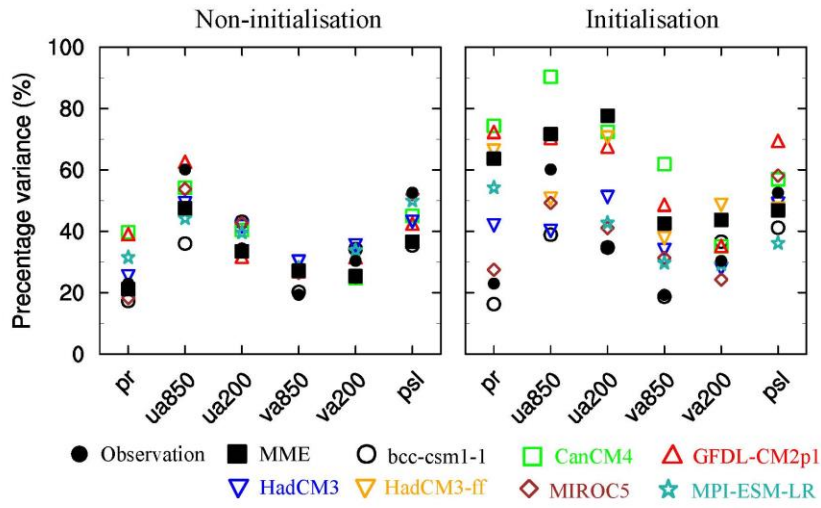 Non-initialisation
Initialisation
Precentage variance (%)
100
80
60
40
20
0
pr
ua850
ua200
va850
va200
psl
pr
ua850
ua200
va850
va200
psl
Observation
MME
bcc-csm1-1
CanCM4
GFDL-CM2p1
HadCM3
HadCM3-ff
MIROC5
MPI-ESM-LR